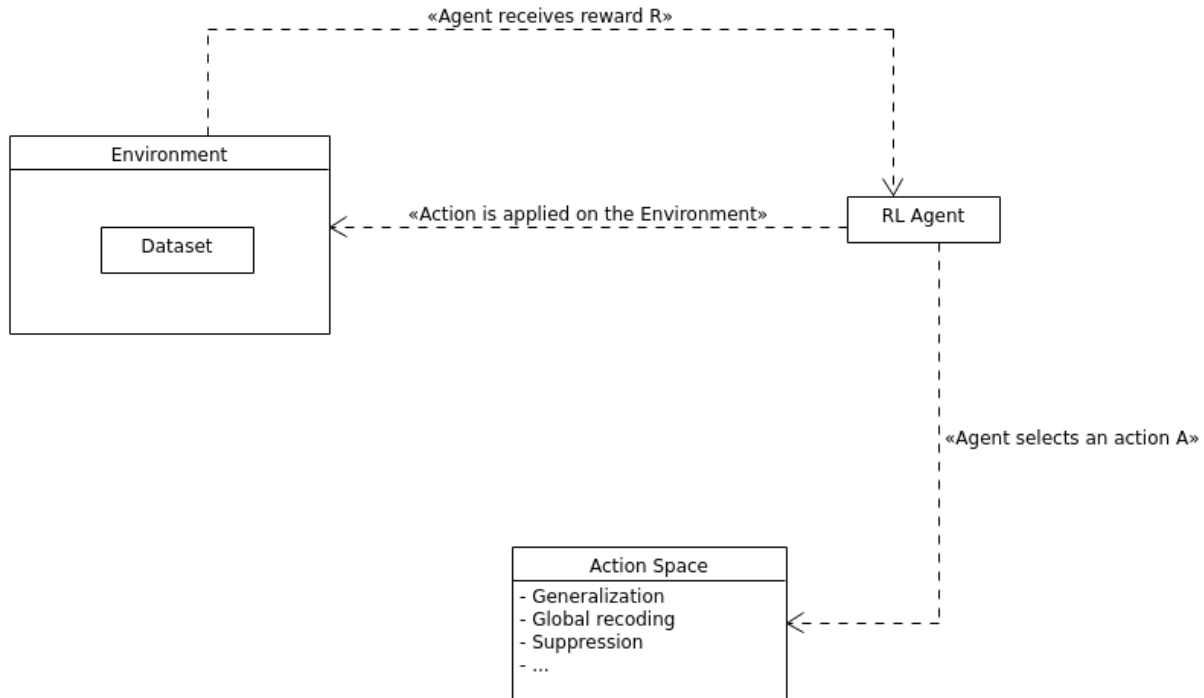 «Agent receives reward R»
Environment
Dataset
«Action is applied on the Environment»
RL Agent
«Agent selects an action A»
Action Space
- Generalization
- Global recoding
- Suppression
- ...